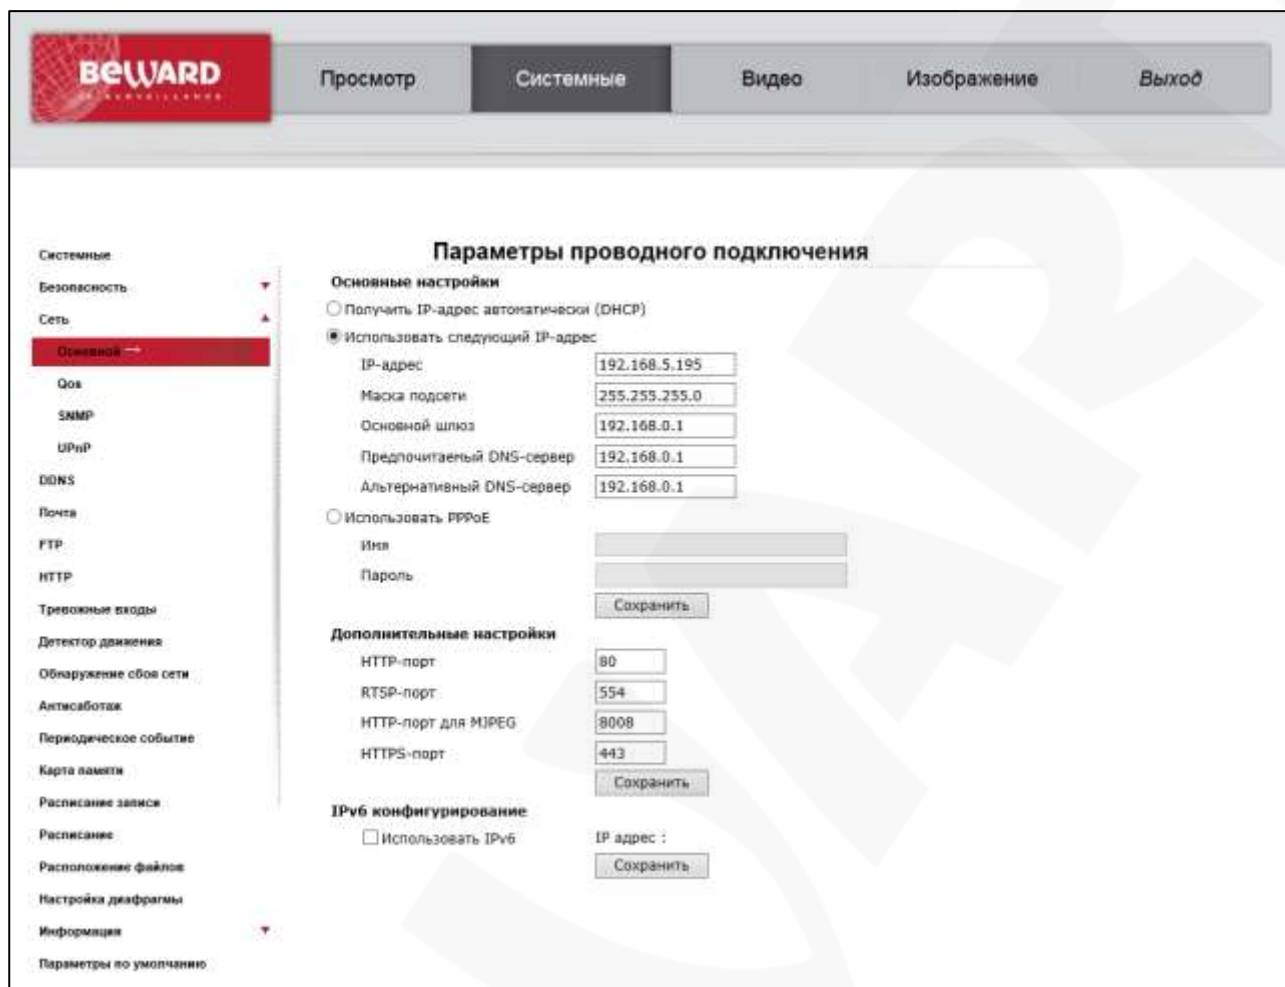 BEWARD
IP SURVEILLANCE
Просмотр
Системные
Видео
Изображение
Выход
Системные
Безопасность
Сеть
Основной →
Qos
SNMP
UPnP
DDNS
Почта
FTP
HTTP
Тревожные входы
Детектор движения
Обнаружение сбоя сети
Антисаботаж
Периодическое событие
Карта памяти
Расписание записи
Расписание
Расположение файлов
Настройка диафрагмы
Информация
Параметры по умолчанию
Параметры проводного подключения
Основные настройки
Получить IP-адрес автоматически (DHCP)
Использовать следующий IP-адрес
IP-адрес 192.168.5.195
Маска подсети 255.255.255.0
Основной шлюз 192.168.0.1
Предпочитаемый DNS-сервер 192.168.0.1
Альтернативный DNS-сервер 192.168.0.1
Использовать PPPoE
Имя
Пароль
Сохранить
Дополнительные настройки
HTTP-порт 80
RTSP-порт 554
HTTP-порт для MJPEG 8008
HTTPS-порт 443
Сохранить
IPv6 конфигурирование
Использовать IPv6 IP адрес :
Сохранить